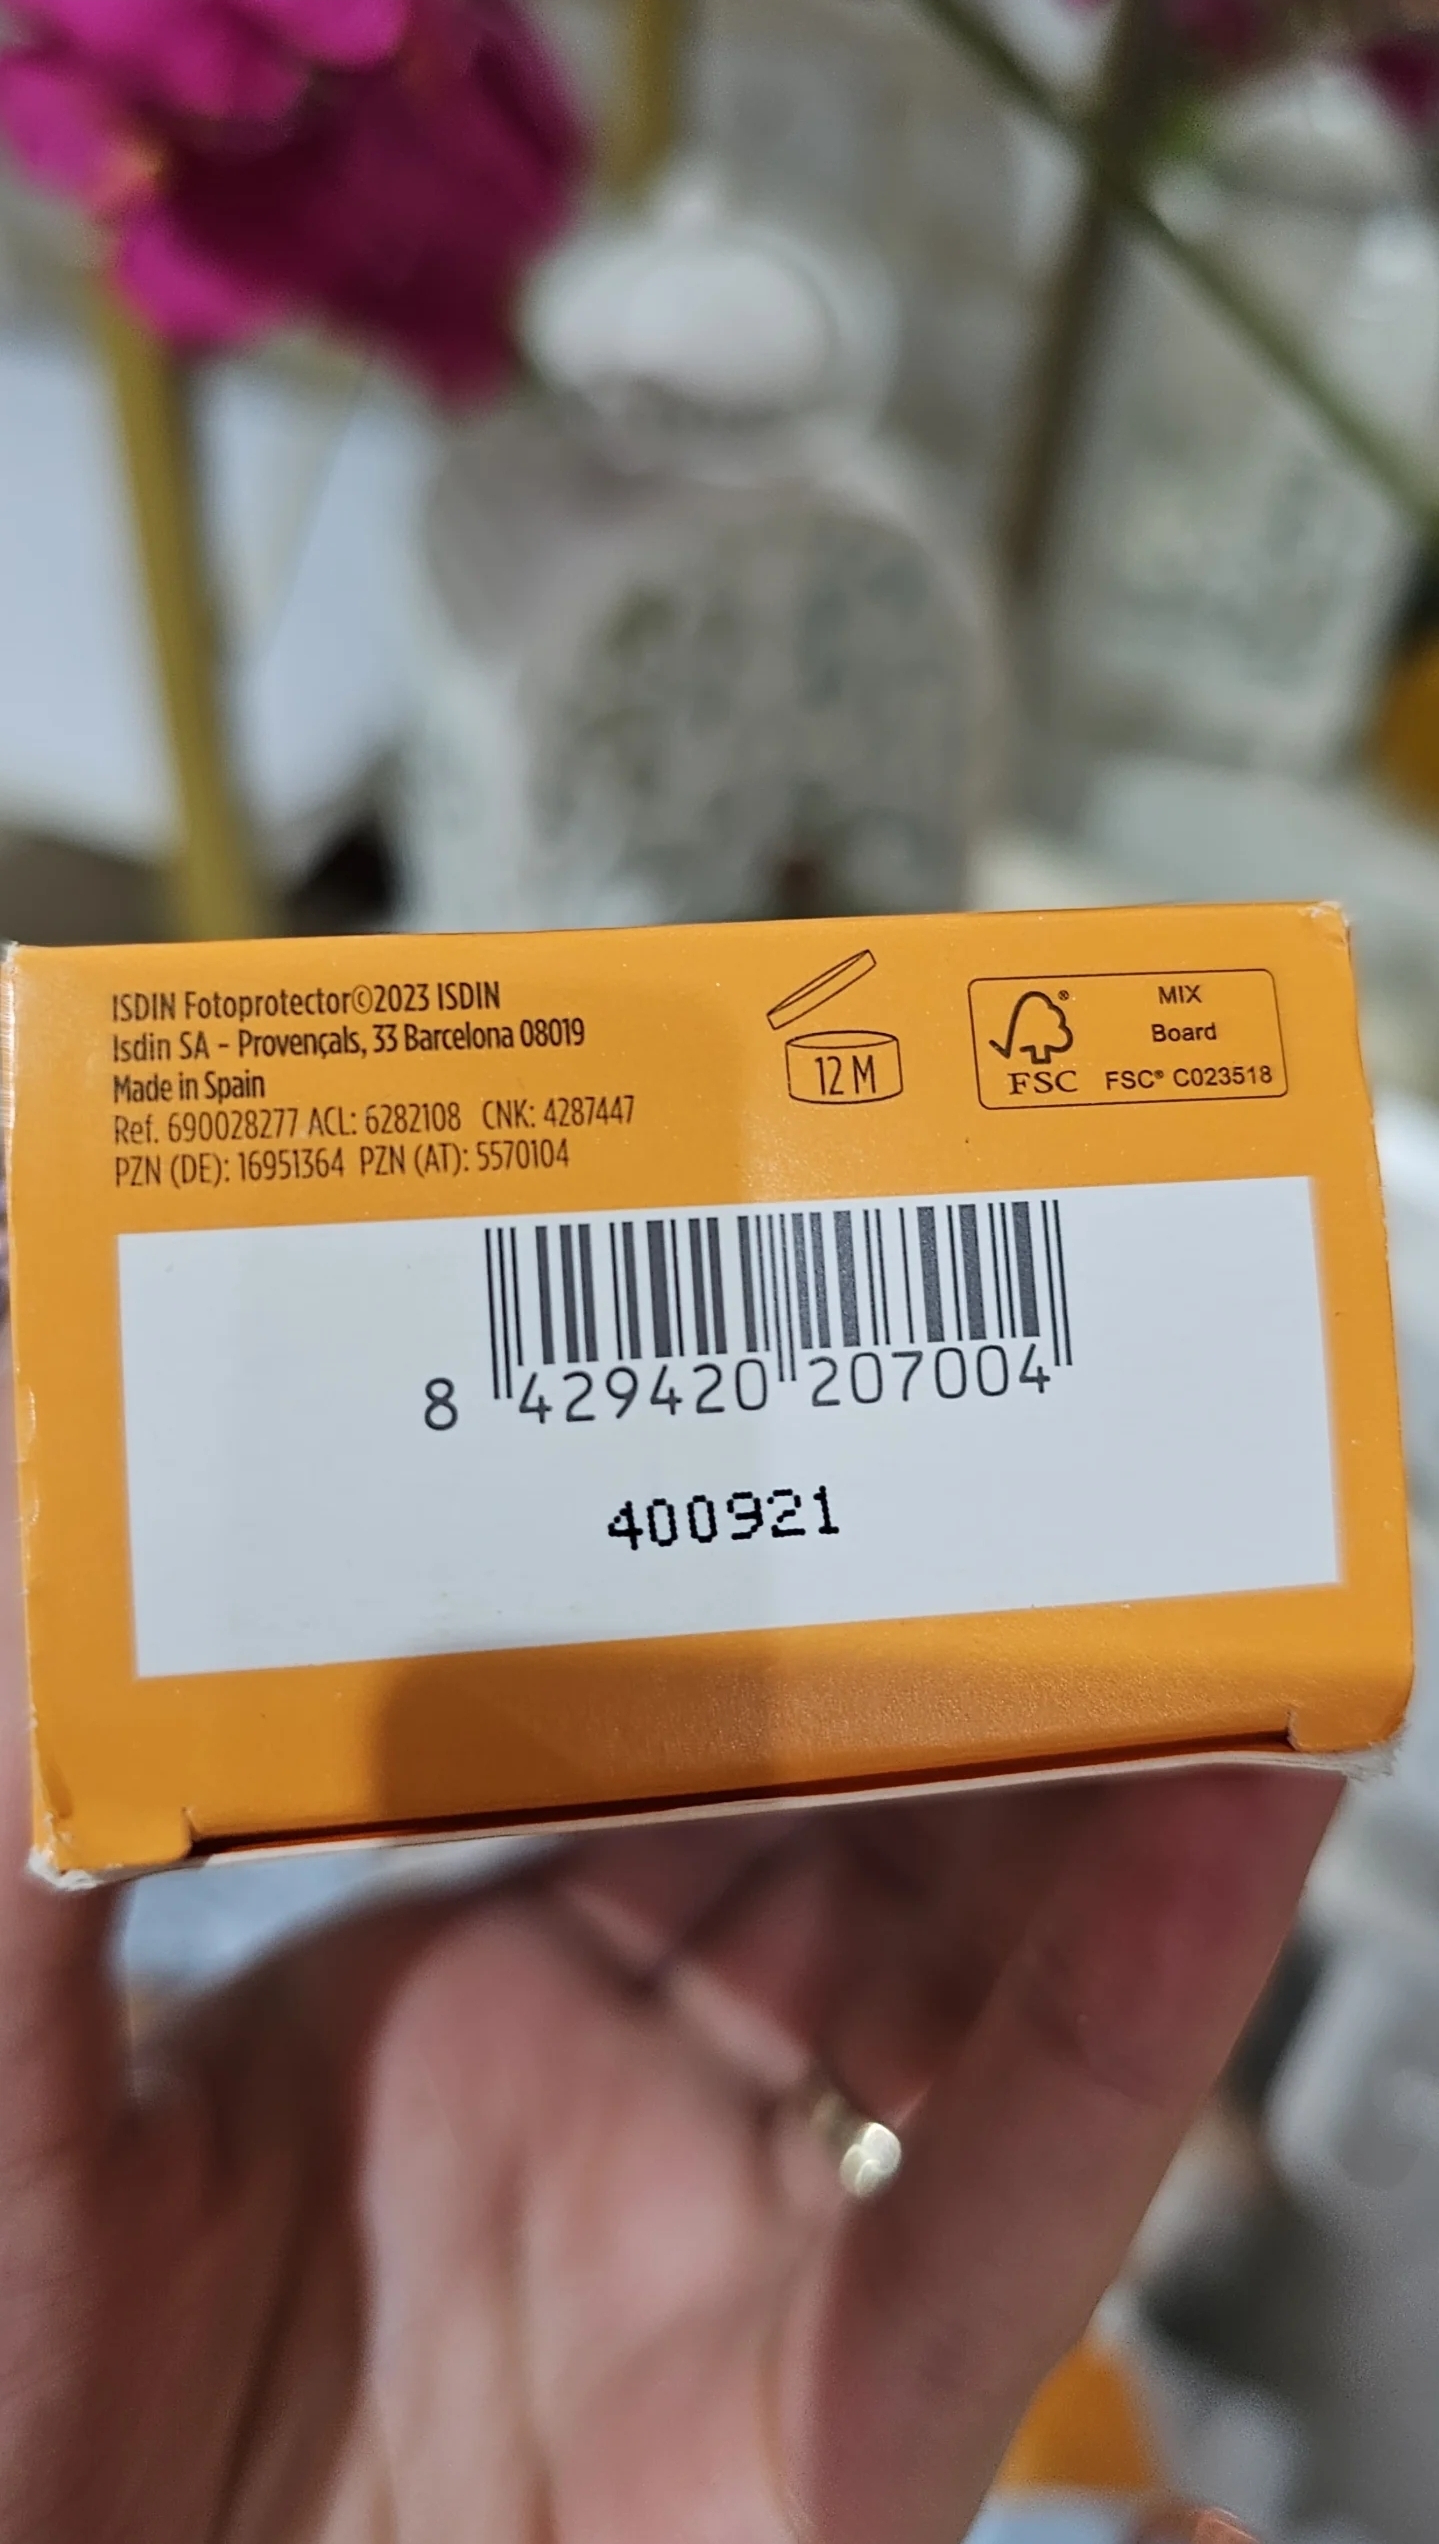 ISDIN Fotoprotector©2023 ISDIN
Isdin SA - Provençals, 33 Barcelona 08019
Made in Spain
Ref. 690028277 ACL: 6282108 CNK: 4287447
PZN (DE): 16951364 PZN (AT): 5570104
12 M
FSC®
MIX
Board
FSC® C023518
8 429420 207004
400921